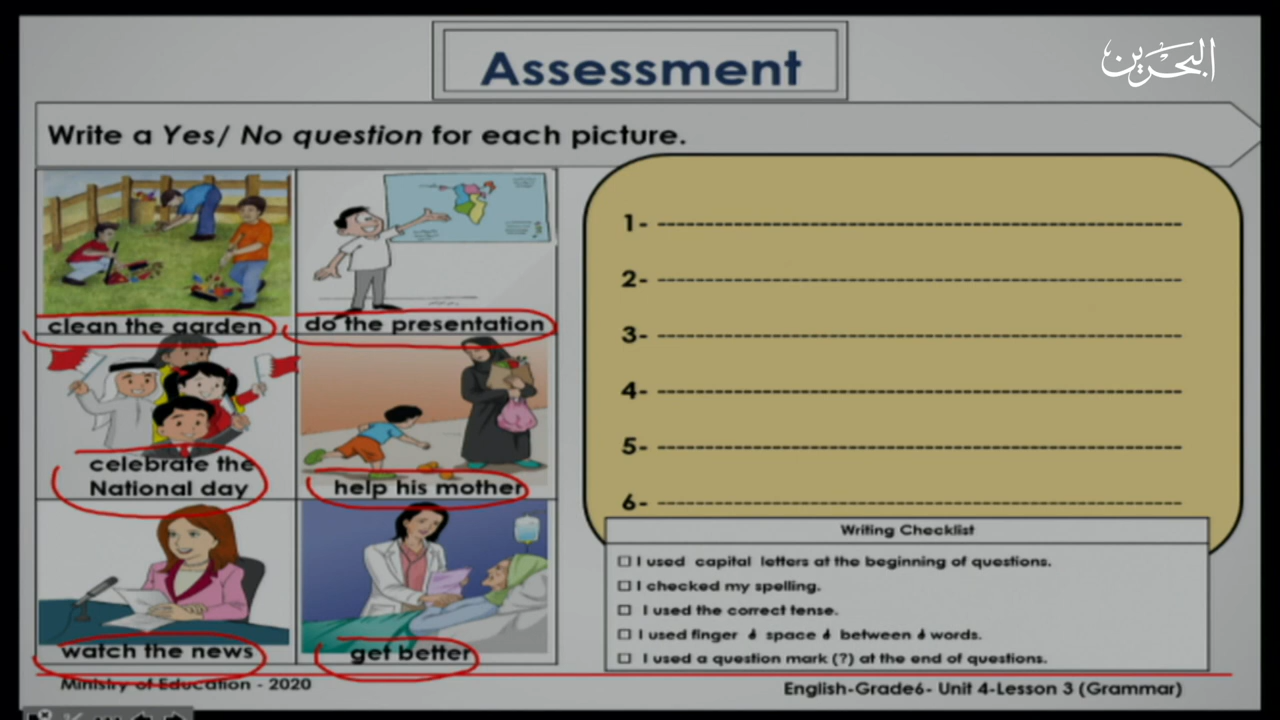 البحرين
Assessment
Write a Yes/ No question for each picture.
clean the garden
do the presentation
celebrate the
National day
help his mother
watch the news
get better
1-
2-
3-
4-
5-
6-
Writing Checklist
☐ I used capital letters at the beginning of questions.
☐ I checked my spelling.
☐ I used the correct tense.
☐ I used finger space between words.
☐ I used a question mark (?) at the end of questions.
Ministry of Education - 2020
English-Grade6- Unit 4-Lesson 3 (Grammar)